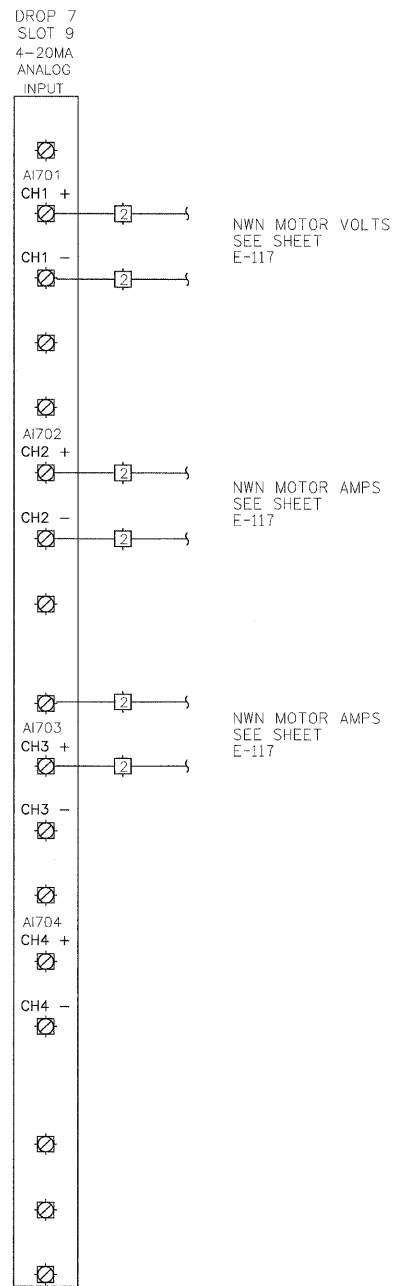 DROP 7
SLOT 9
4-20MA
ANALOG
INPUT
AI701
CH1 +
2
NWN MOTOR VOLTS
SEE SHEET
E-117
CH1 -
2
AI702
CH2 +
2
NWN MOTOR AMPS
SEE SHEET
E-117
CH2 -
2
2
NWN MOTOR AMPS
SEE SHEET
E-117
AI703
CH3 +
2
CH3 -
AI704
CH4 +
CH4 -